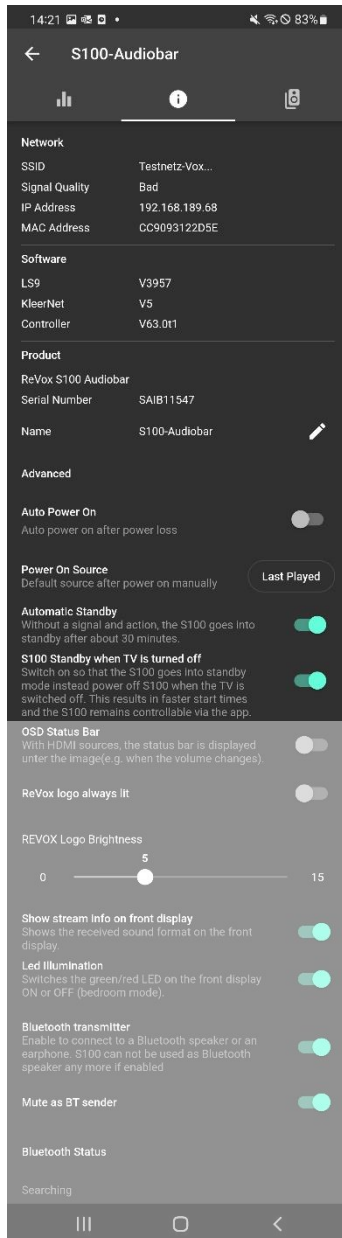 14:21
83%
S100-Audiobar
Network
SSID Testnetz-Vox...
Signal Quality Bad
IP Address 192.168.189.68
MAC Address CC9093122D5E
Software
LS9 V3957
KleerNet V5
Controller V63.0t1
Product
ReVox S100 Audiobar
Serial Number SAIB11547
Name S100-Audiobar
Advanced
Auto Power On
Auto power on after power loss
Power On Source
Default source after power on manually
Last Played
Automatic Standby
Without a signal and action, the S100 goes into
standby after about 30 minutes.
S100 Standby when TV is turned off
Switch on so that the S100 goes into standby
mode instead power off S100 when the TV is
switched off. This results in faster start times
and the S100 remains controllable via the app.
OSD Status Bar
With HDMI sources, the status bar is displayed
unter the image(e.g. when the volume changes).
ReVox logo always lit
REVOX Logo Brightness
5
0 15
Show stream info on front display
Shows the received sound format on the front
display.
Led Illumination
Switches the green/red LED on the front display
ON or OFF (bedroom mode).
Bluetooth transmitter
Enable to connect to a Bluetooth speaker or an
earphone. S100 can not be used as Bluetooth
speaker any more if enabled
Mute as BT sender
Bluetooth Status
Searching